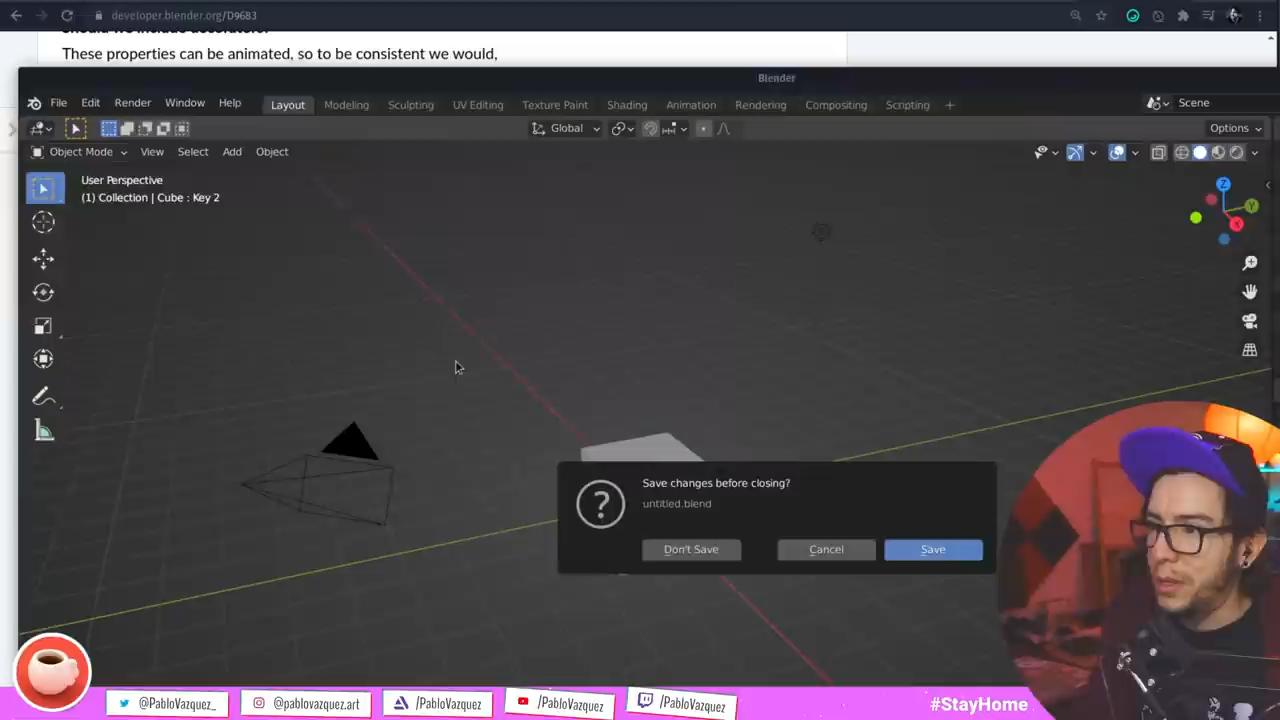 developer.blender.org/D9683
These properties can be animated, so to be consistent we would,
Blender
File Edit Render Window Help Layout Modeling Sculpting UV Editing Texture Paint Shading Animation Rendering Compositing Scripting + Scene
Global Options
Object Mode View Select Add Object
User Perspective
(1) Collection | Cube : Key 2
Z
Y
X
Save changes before closing?
untitled.blend
?
Don't Save Cancel Save
@PabloVazquez_ @pablovazquez.art /PabloVazquez /PabloVazquez /PabloVazquez #StayHome